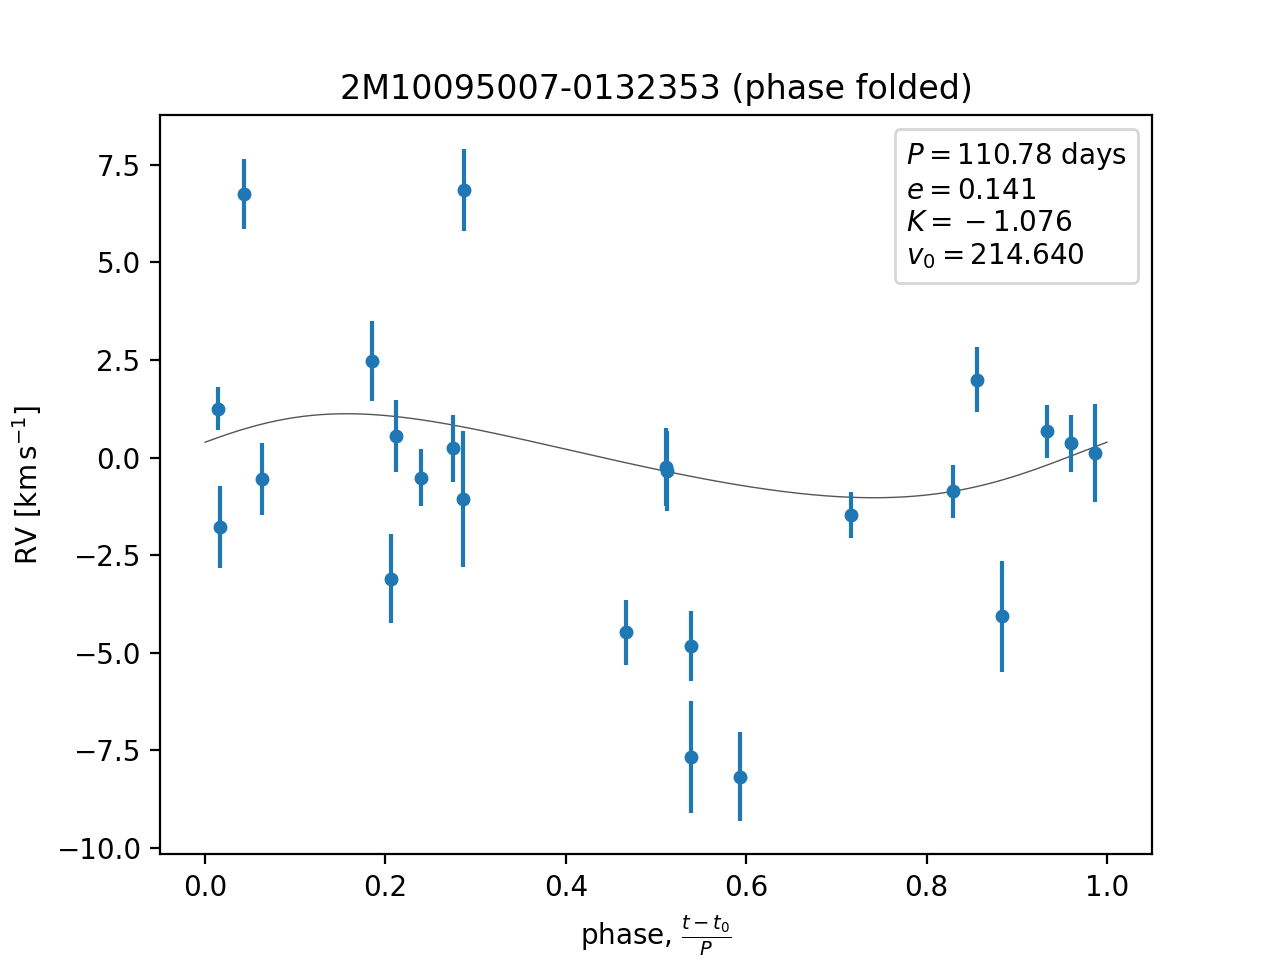 2M10095007-0132353 (phase folded)
P = 110.78 days
e = 0.141
K = −1.076
v₀ = 214.640
7.5
5.0
2.5
0.0
−2.5
−5.0
−7.5
−10.0
RV [km s⁻¹]
0.0 0.2 0.4 0.6 0.8 1.0
phase, (t − t₀)/P